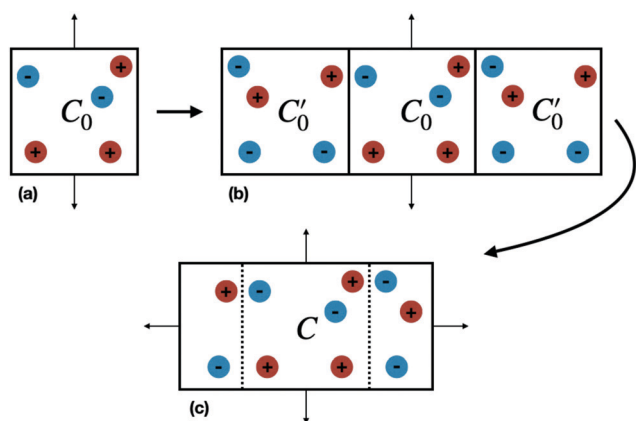 - + - + - +
C₀' C₀ C₀'
+ - +
C₀
- + - + - +
- - + + - -
+ + (a) (b)
+ - + - +
C
- + + -
(c)